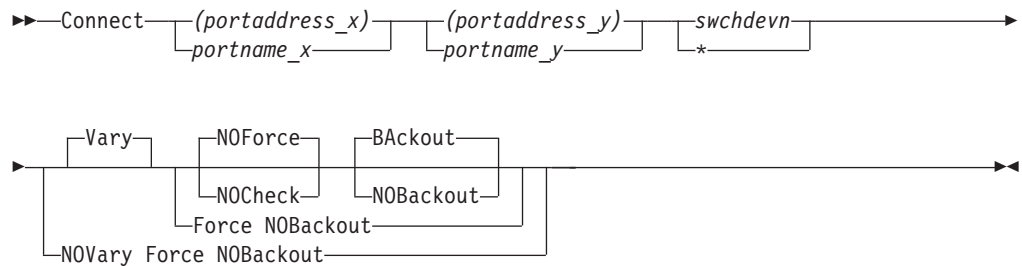 Connect (portaddress_x) (portaddress_y) swchdevn
portname_x portname_y *
Vary NOForce BAckout
NOCheck NOBackout
Force NOBackout
NOVary Force NOBackout